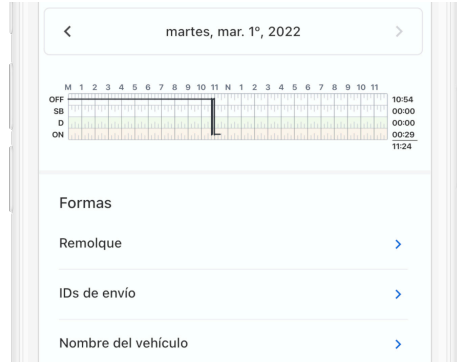 martes, mar. 1º, 2022
M 1 2 3 4 5 6 7 8 9 10 11 N 1 2 3 4 5 6 7 8 9 10 11
OFF 10:54
SB 00:00
D 00:00
ON 00:29
11:24
Formas
Remolque
IDs de envío
Nombre del vehículo